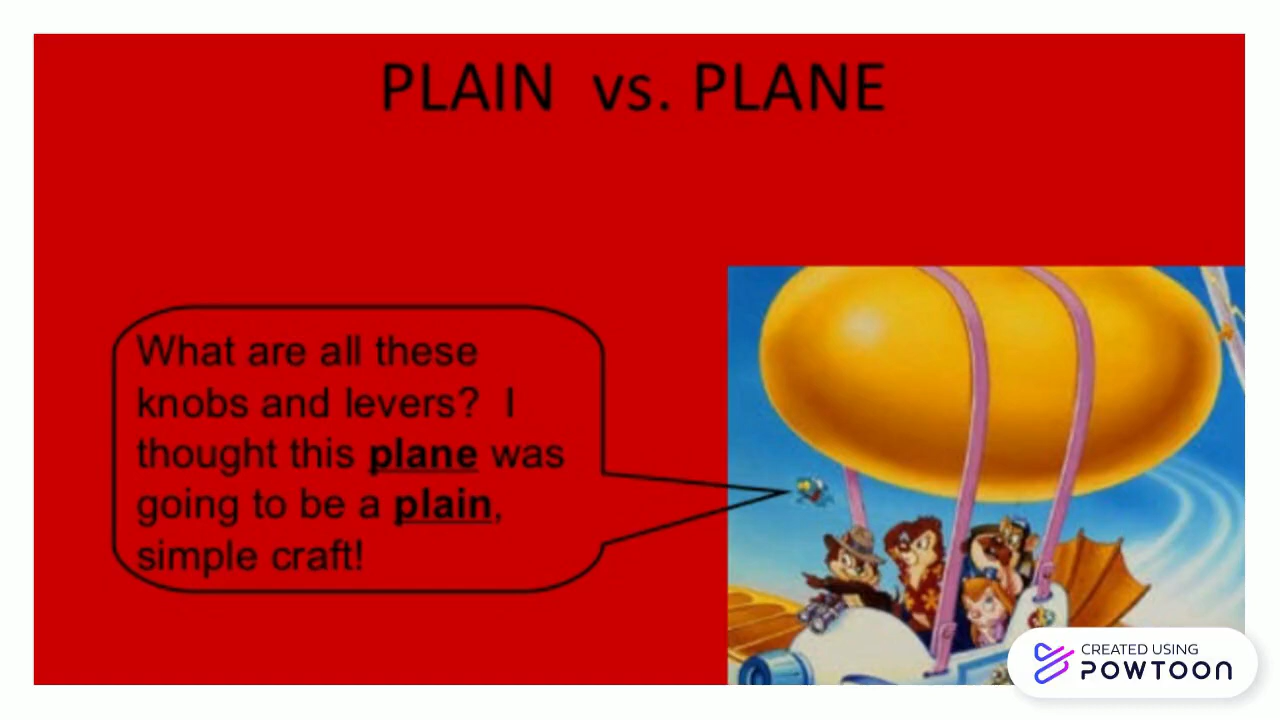 PLAIN vs. PLANE
What are all these
knobs and levers? I
thought this plane was
going to be a plain,
simple craft!
CREATED USING
POWTOON